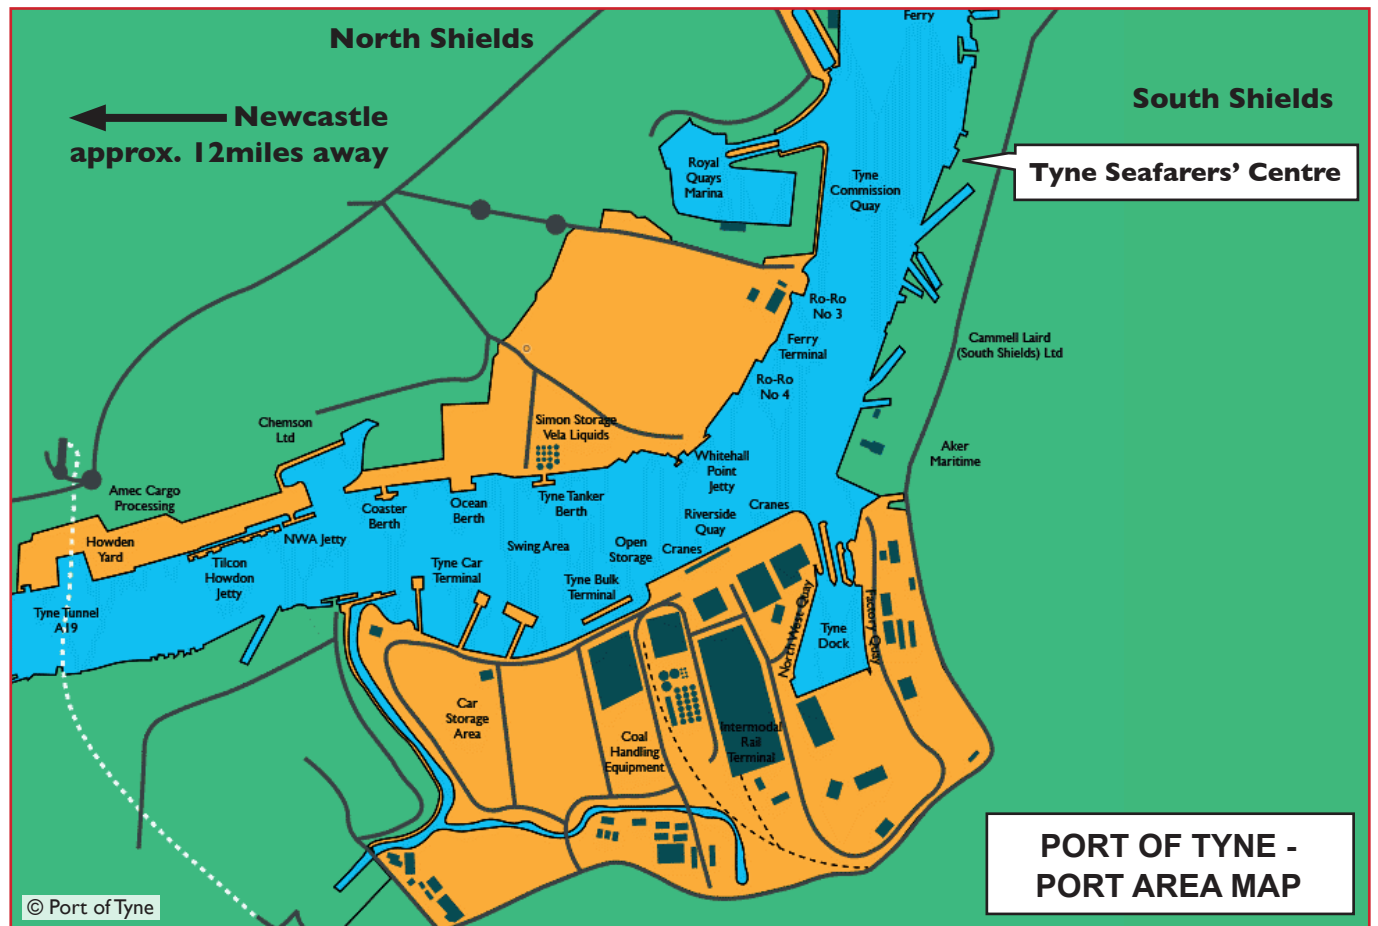 Ferry
North Shields
South Shields
Newcastle
approx. 12miles away
Royal
Quays
Marina
Tyne
Commission
Quay
Tyne Seafarers’ Centre
Ro-Ro
No 3
Ferry
Terminal
Ro-Ro
No 4
Cammell Laird
(South Shields) Ltd
Chemson
Ltd
Simon Storage
Vela Liquids
Aker
Maritime
Whitehall
Point
Jetty
Amec Cargo
Processing
Coaster
Berth
Ocean
Berth
Tyne Tanker
Berth
Riverside
Quay
Cranes
Howden
Yard
NWA Jetty
Swing Area
Open
Storage
Cranes
Tilcon
Howdon
Jetty
Tyne Car
Terminal
Tyne Bulk
Terminal
Tyne Tunnel
A19
North West Quay
Tyne
Dock
Factory Quay
Car
Storage
Area
Coal
Handling
Equipment
Intermodal
Rail
Terminal
PORT OF TYNE -
PORT AREA MAP
© Port of Tyne